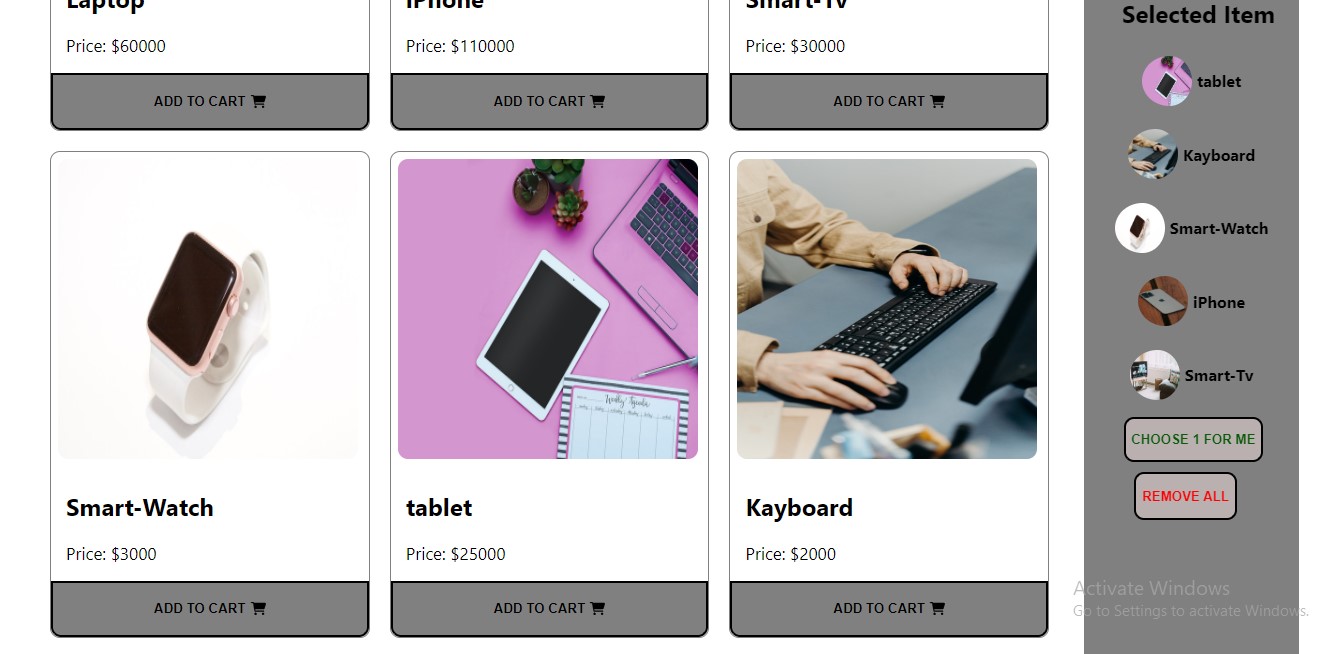 Laptop
Price: $60000
ADD TO CART
iPhone
Price: $110000
ADD TO CART
Smart-Tv
Price: $30000
ADD TO CART
Smart-Watch
Price: $3000
ADD TO CART
Weekly Agenda
tablet
Price: $25000
ADD TO CART
Kayboard
Price: $2000
ADD TO CART
Selected Item
tablet
Kayboard
Smart-Watch
iPhone
Smart-Tv
CHOOSE 1 FOR ME
REMOVE ALL
Activate Windows
Go to Settings to activate Windows.